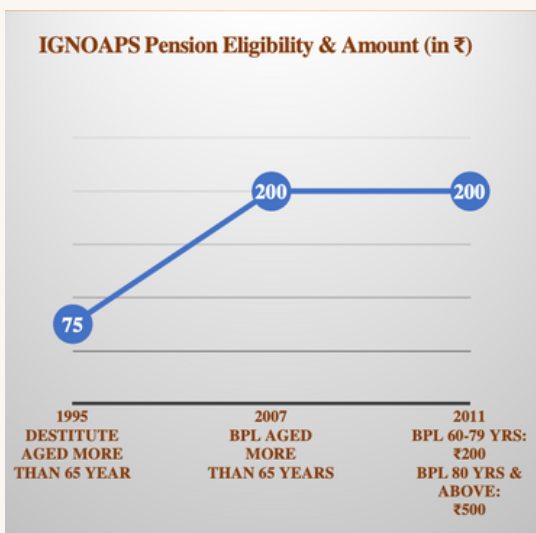 IGNOAPS Pension Eligibility & Amount (in ₹)
200
200
75
1995
DESTITUTE
AGED MORE
THAN 65 YEAR
2007
BPL AGED
MORE
THAN 65 YEARS
2011
BPL 60-79 YRS:
₹200
BPL 80 YRS &
ABOVE:
₹500